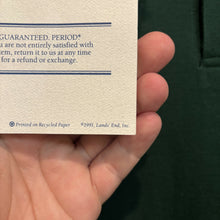 GUARANTEED. PERIOD.®
u are not entirely satisfied with
em, return it to us at any time
for a refund or exchange.
Printed on Recycled Paper ©1991, Lands' End, Inc.